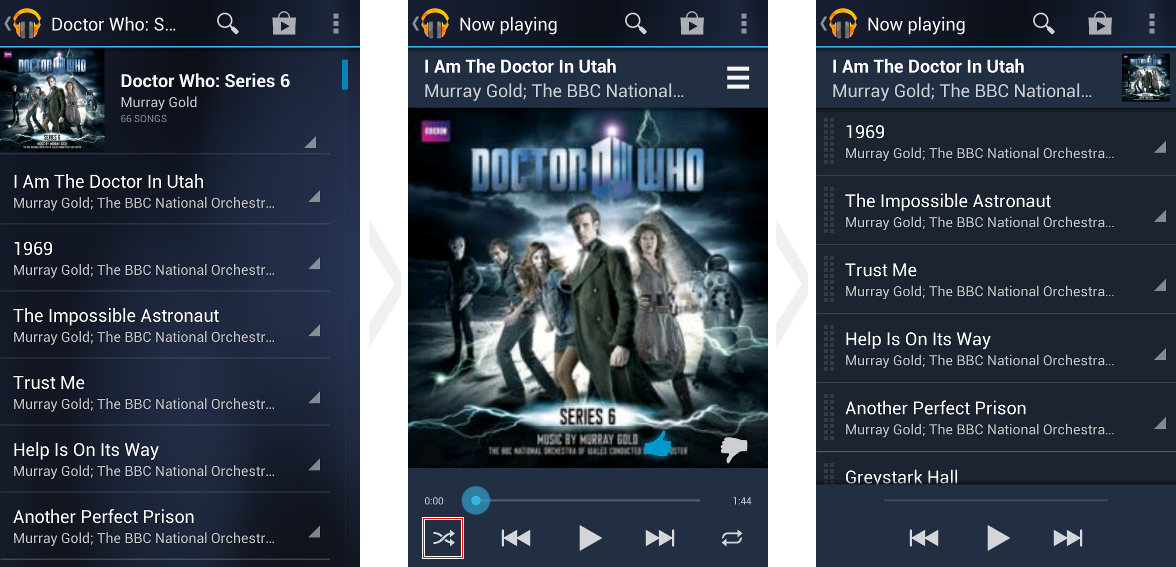 Doctor Who: S...
BBC
DOCTOR WHO
SERIES 6
Doctor Who: Series 6
Murray Gold
66 SONGS
I Am The Doctor In Utah
Murray Gold; The BBC National Orchestr...
1969
Murray Gold; The BBC National Orchestr...
The Impossible Astronaut
Murray Gold; The BBC National Orchestr...
Trust Me
Murray Gold; The BBC National Orchestr...
Help Is On Its Way
Murray Gold; The BBC National Orchestr...
Another Perfect Prison
Murray Gold; The BBC National Orchestr...
Now playing
I Am The Doctor In Utah
Murray Gold; The BBC National...
BBC
DOCTOR WHO
SERIES 6
MUSIC BY MURRAY GOLD
THE BBC NATIONAL ORCHESTRA OF WALES CONDUCTED
0:00
1:44
Now playing
I Am The Doctor In Utah
Murray Gold; The BBC National...
1969
Murray Gold; The BBC National Orchestra...
The Impossible Astronaut
Murray Gold; The BBC National Orchestra...
Trust Me
Murray Gold; The BBC National Orchestra...
Help Is On Its Way
Murray Gold; The BBC National Orchestra...
Another Perfect Prison
Murray Gold; The BBC National Orchestra...
Greystark Hall